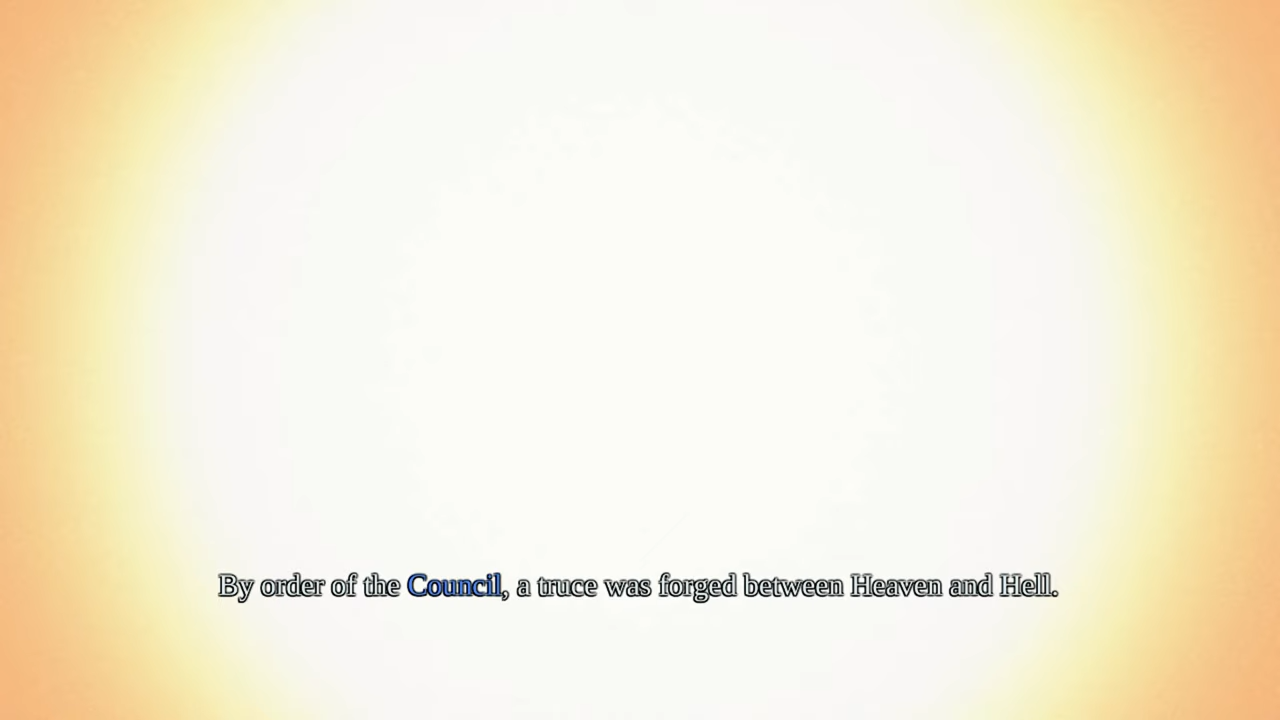 By order of the Council, a truce was forged between Heaven and Hell.